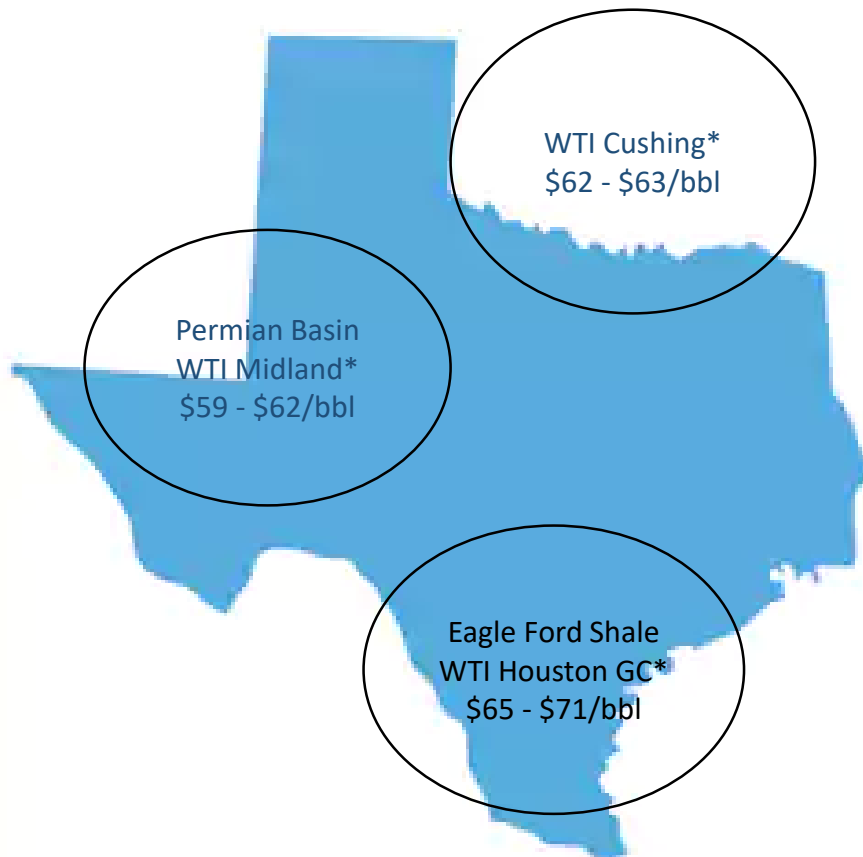 WTI Cushing*
$62 - $63/bbl
Permian Basin
WTI Midland*
$59 - $62/bbl
Eagle Ford Shale
WTI Houston GC*
$65 - $71/bbl